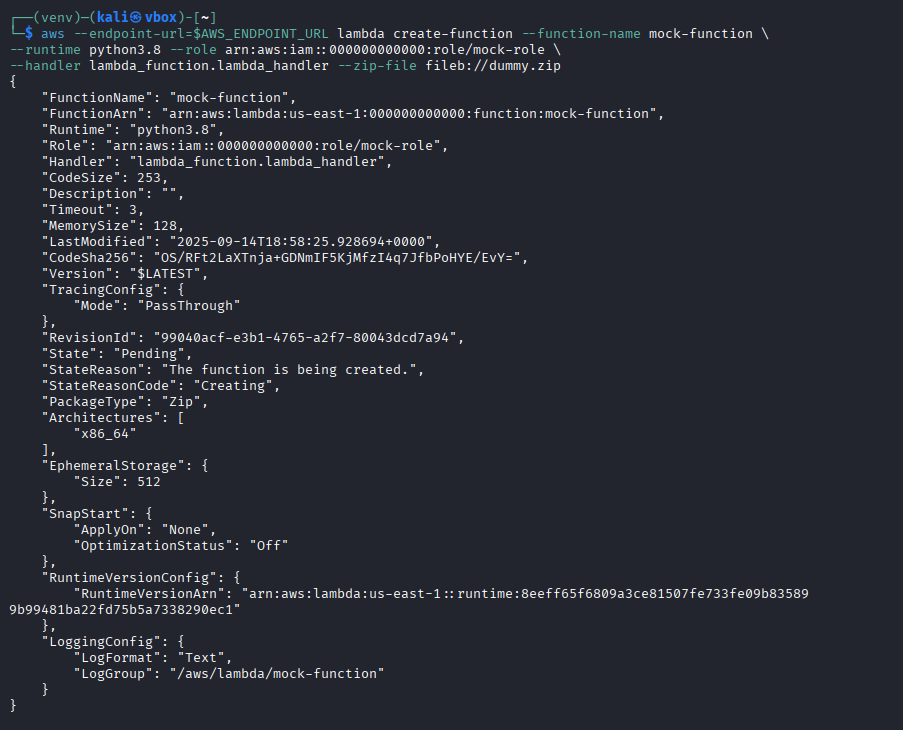 ┌──(venv)─(kali㉿vbox)-[~]
└─$ aws --endpoint-url=$AWS_ENDPOINT_URL lambda create-function --function-name mock-function \
--runtime python3.8 --role arn:aws:iam::000000000000:role/mock-role \
--handler lambda_function.lambda_handler --zip-file fileb://dummy.zip
{
    "FunctionName": "mock-function",
    "FunctionArn": "arn:aws:lambda:us-east-1:000000000000:function:mock-function",
    "Runtime": "python3.8",
    "Role": "arn:aws:iam::000000000000:role/mock-role",
    "Handler": "lambda_function.lambda_handler",
    "CodeSize": 253,
    "Description": "",
    "Timeout": 3,
    "MemorySize": 128,
    "LastModified": "2025-09-14T18:58:25.928694+0000",
    "CodeSha256": "OS/RFt2LaXTnja+GDNmIF5KjMfzI4q7JfbPoHYE/EvY=",
    "Version": "$LATEST",
    "TracingConfig": {
        "Mode": "PassThrough"
    },
    "RevisionId": "99040acf-e3b1-4765-a2f7-80043dcd7a94",
    "State": "Pending",
    "StateReason": "The function is being created.",
    "StateReasonCode": "Creating",
    "PackageType": "Zip",
    "Architectures": [
        "x86_64"
    ],
    "EphemeralStorage": {
        "Size": 512
    },
    "SnapStart": {
        "ApplyOn": "None",
        "OptimizationStatus": "Off"
    },
    "RuntimeVersionConfig": {
        "RuntimeVersionArn": "arn:aws:lambda:us-east-1::runtime:8eeff65f6809a3ce81507fe733fe09b83589
9b99481ba22fd75b5a7338290ec1"
    },
    "LoggingConfig": {
        "LogFormat": "Text",
        "LogGroup": "/aws/lambda/mock-function"
    }
}